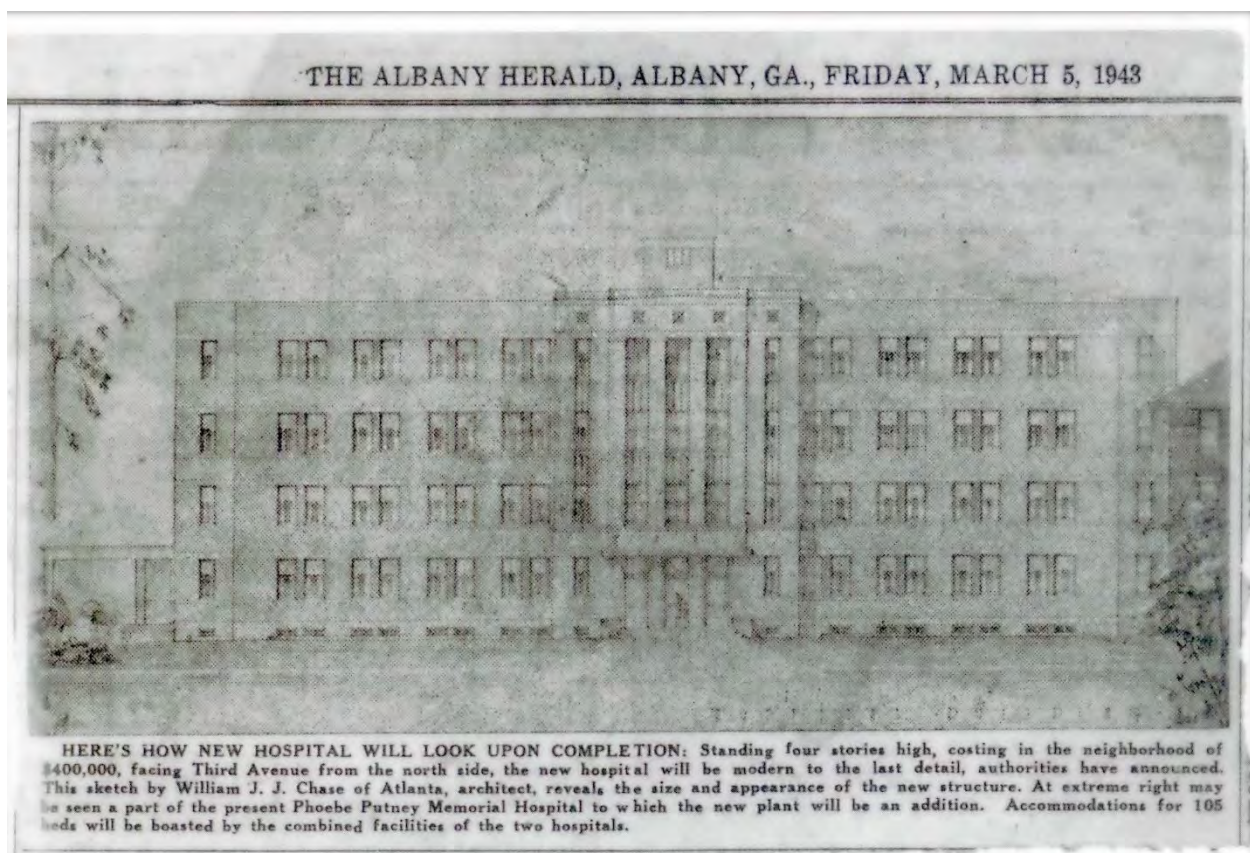 THE ALBANY HERALD, ALBANY, GA., FRIDAY, MARCH 5, 1943
HERE'S HOW NEW HOSPITAL WILL LOOK UPON COMPLETION: Standing four stories high, costing in the neighborhood of
$400,000, facing Third Avenue from the north side, the new hospital will be modern to the last detail, authorities have announced.
This sketch by William J. J. Chase of Atlanta, architect, reveals the size and appearance of the new structure. At extreme right may
be seen a part of the present Phoebe Putney Memorial Hospital to which the new plant will be an addition. Accommodations for 105
beds will be boasted by the combined facilities of the two hospitals.